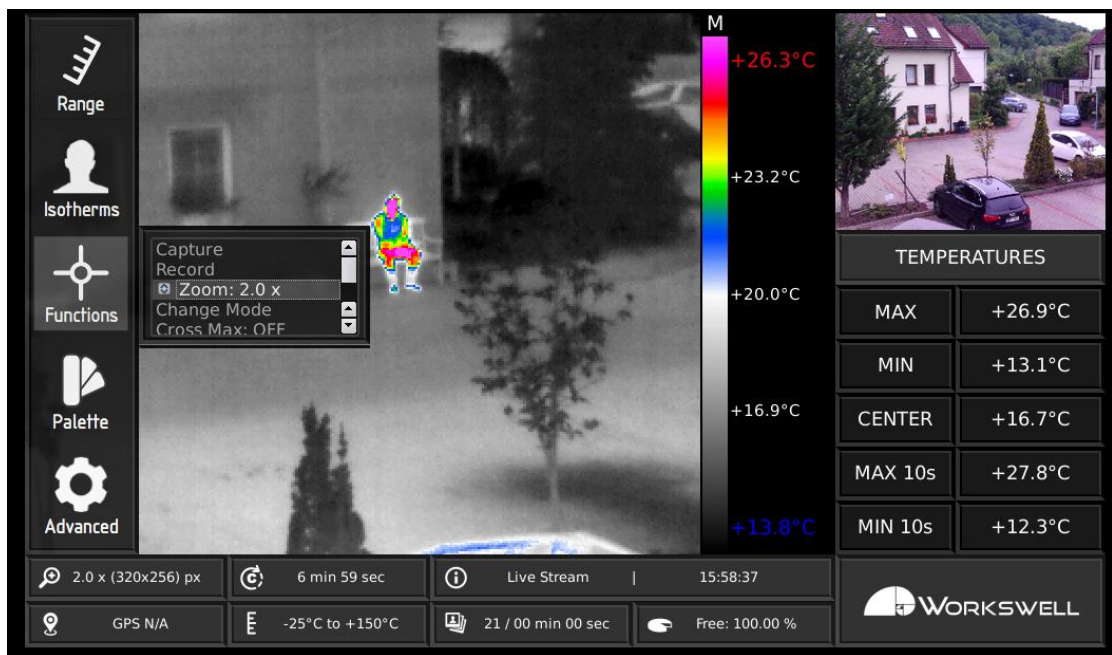 Range
Isotherms
Functions
Palette
Advanced
Capture
Record
Zoom: 2.0 x
Change Mode
Cross Max: OFF
M
+26.3°C
+23.2°C
+20.0°C
+16.9°C
+13.8°C
TEMPERATURES
MAX +26.9°C
MIN +13.1°C
CENTER +16.7°C
MAX 10s +27.8°C
MIN 10s +12.3°C
2.0 x (320x256) px
6 min 59 sec
Live Stream | 15:58:37
GPS N/A
-25°C to +150°C
21 / 00 min 00 sec
Free: 100.00 %
WORKSWELL